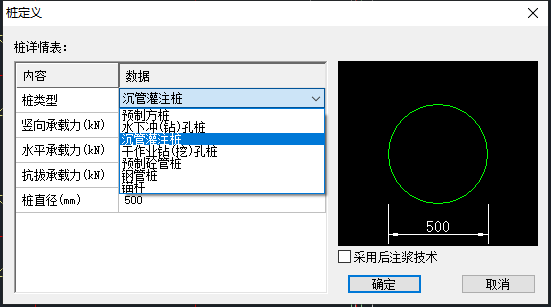 桩定义
桩详情表:
内容 数据
桩类型 沉管灌注桩
竖向承载力(kN)
水平承载力(kN)
抗拔承载力(kN)
桩直径(mm) 500
预制方桩
水下冲(钻)孔桩
沉管灌注桩
干作业钻(挖)孔桩
预制砼管桩
钢管桩
锚杆
500
采用后注浆技术
确定 取消